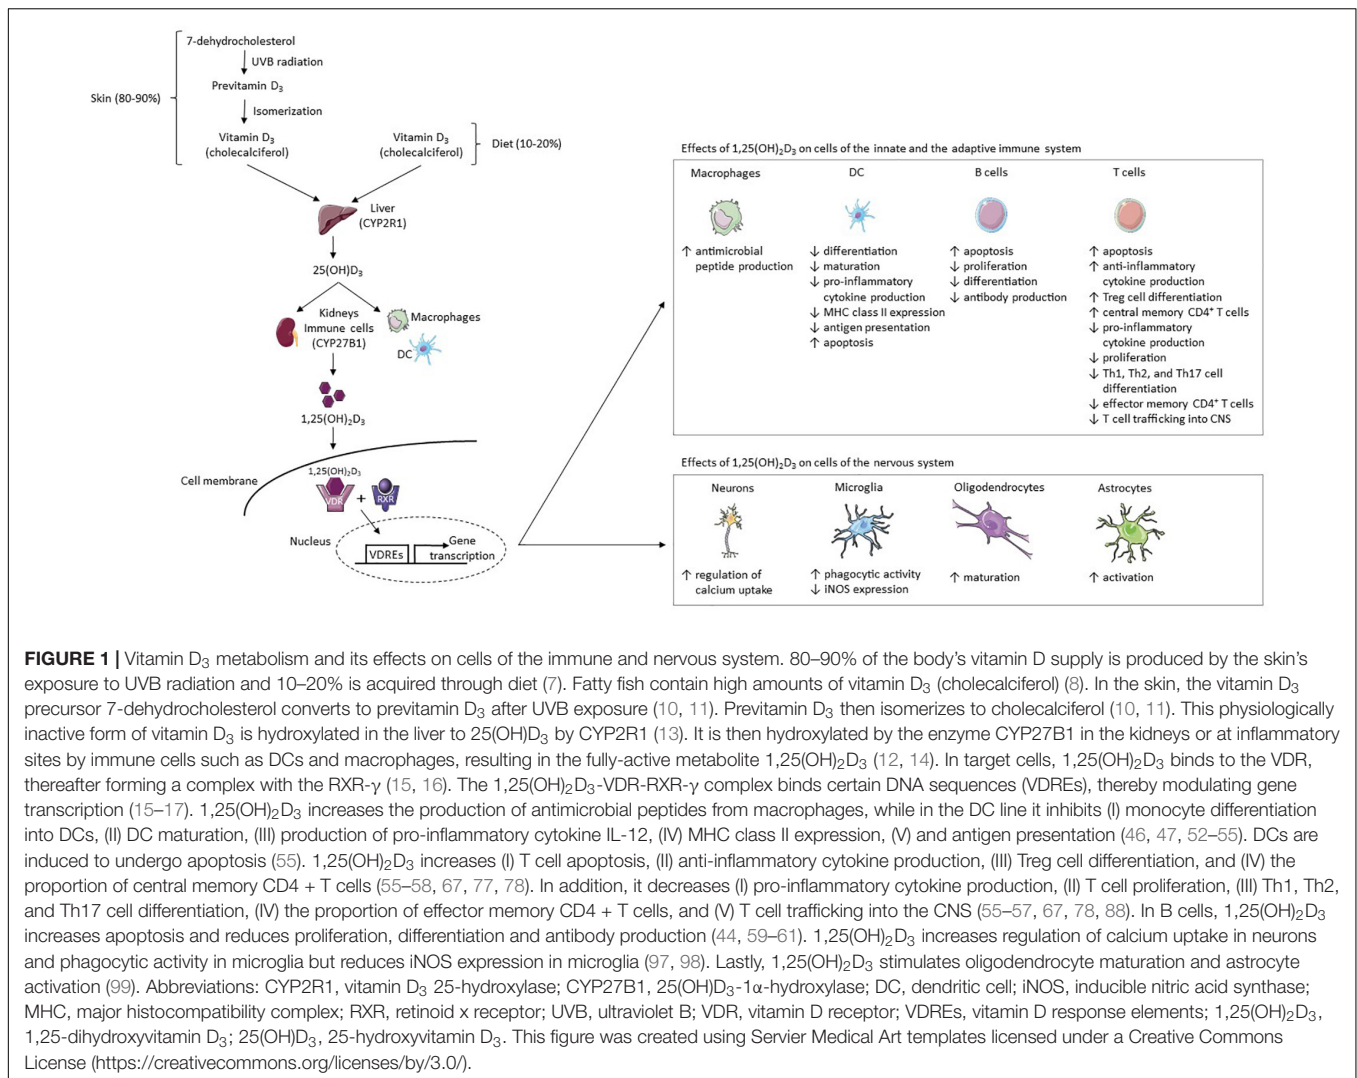 7-dehydrocholesterol
UVB radiation
Previtamin D₃
Skin (80-90%)
Isomerization
Vitamin D₃
(cholecalciferol)
Vitamin D₃
(cholecalciferol)
Diet (10-20%)
Liver
(CYP2R1)
25(OH)D₃
Kidneys
Immune cells
(CYP27B1)
Macrophages
DC
1,25(OH)₂D₃
Cell membrane
1,25(OH)₂D₃
VDR
+
RXR
Nucleus
VDREs
Gene
transcription
Effects of 1,25(OH)₂D₃ on cells of the innate and the adaptive immune system
Macrophages
↑ antimicrobial
peptide production
DC
↓ differentiation
↓ maturation
↓ pro-inflammatory
cytokine production
↓ MHC class II expression
↓ antigen presentation
↑ apoptosis
B cells
↑ apoptosis
↓ proliferation
↓ differentiation
↓ antibody production
T cells
↑ apoptosis
↑ anti-inflammatory
cytokine production
↑ Treg cell differentiation
↑ central memory CD4⁺ T cells
↓ pro-inflammatory
cytokine production
↓ proliferation
↓ Th1, Th2, and Th17 cell
differentiation
↓ effector memory CD4⁺ T cells
↓ T cell trafficking into CNS
Effects of 1,25(OH)₂D₃ on cells of the nervous system
Neurons
↑ regulation of
calcium uptake
Microglia
↑ phagocytic activity
↓ iNOS expression
Oligodendrocytes
↑ maturation
Astrocytes
↑ activation
FIGURE 1 | Vitamin D₃ metabolism and its effects on cells of the immune and nervous system. 80–90% of the body's vitamin D supply is produced by the skin's
exposure to UVB radiation and 10–20% is acquired through diet (7). Fatty fish contain high amounts of vitamin D₃ (cholecalciferol) (8). In the skin, the vitamin D₃
precursor 7-dehydrocholesterol converts to previtamin D₃ after UVB exposure (10, 11). Previtamin D₃ then isomerizes to cholecalciferol (10, 11). This physiologically
inactive form of vitamin D₃ is hydroxylated in the liver to 25(OH)D₃ by CYP2R1 (13). It is then hydroxylated by the enzyme CYP27B1 in the kidneys or at inflammatory
sites by immune cells such as DCs and macrophages, resulting in the fully-active metabolite 1,25(OH)₂D₃ (12, 14). In target cells, 1,25(OH)₂D₃ binds to the VDR,
thereafter forming a complex with the RXR-γ (15, 16). The 1,25(OH)₂D₃-VDR-RXR-γ complex binds certain DNA sequences (VDREs), thereby modulating gene
transcription (15–17). 1,25(OH)₂D₃ increases the production of antimicrobial peptides from macrophages, while in the DC line it inhibits (I) monocyte differentiation
into DCs, (II) DC maturation, (III) production of pro-inflammatory cytokine IL-12, (IV) MHC class II expression, (V) and antigen presentation (46, 47, 52–55). DCs are
induced to undergo apoptosis (55). 1,25(OH)₂D₃ increases (I) T cell apoptosis, (II) anti-inflammatory cytokine production, (III) Treg cell differentiation, and (IV) the
proportion of central memory CD4 + T cells (55–58, 67, 77, 78). In addition, it decreases (I) pro-inflammatory cytokine production, (II) T cell proliferation, (III) Th1, Th2,
and Th17 cell differentiation, (IV) the proportion of effector memory CD4 + T cells, and (V) T cell trafficking into the CNS (55–57, 67, 78, 88). In B cells, 1,25(OH)₂D₃
increases apoptosis and reduces proliferation, differentiation and antibody production (44, 59–61). 1,25(OH)₂D₃ increases regulation of calcium uptake in neurons
and phagocytic activity in microglia but reduces iNOS expression in microglia (97, 98). Lastly, 1,25(OH)₂D₃ stimulates oligodendrocyte maturation and astrocyte
activation (99). Abbreviations: CYP2R1, vitamin D₃ 25-hydroxylase; CYP27B1, 25(OH)D₃-1α-hydroxylase; DC, dendritic cell; iNOS, inducible nitric acid synthase;
MHC, major histocompatibility complex; RXR, retinoid x receptor; UVB, ultraviolet B; VDR, vitamin D receptor; VDREs, vitamin D response elements; 1,25(OH)₂D₃,
1,25-dihydroxyvitamin D₃; 25(OH)D₃, 25-hydroxyvitamin D₃. This figure was created using Servier Medical Art templates licensed under a Creative Commons
License (https://creativecommons.org/licenses/by/3.0/).